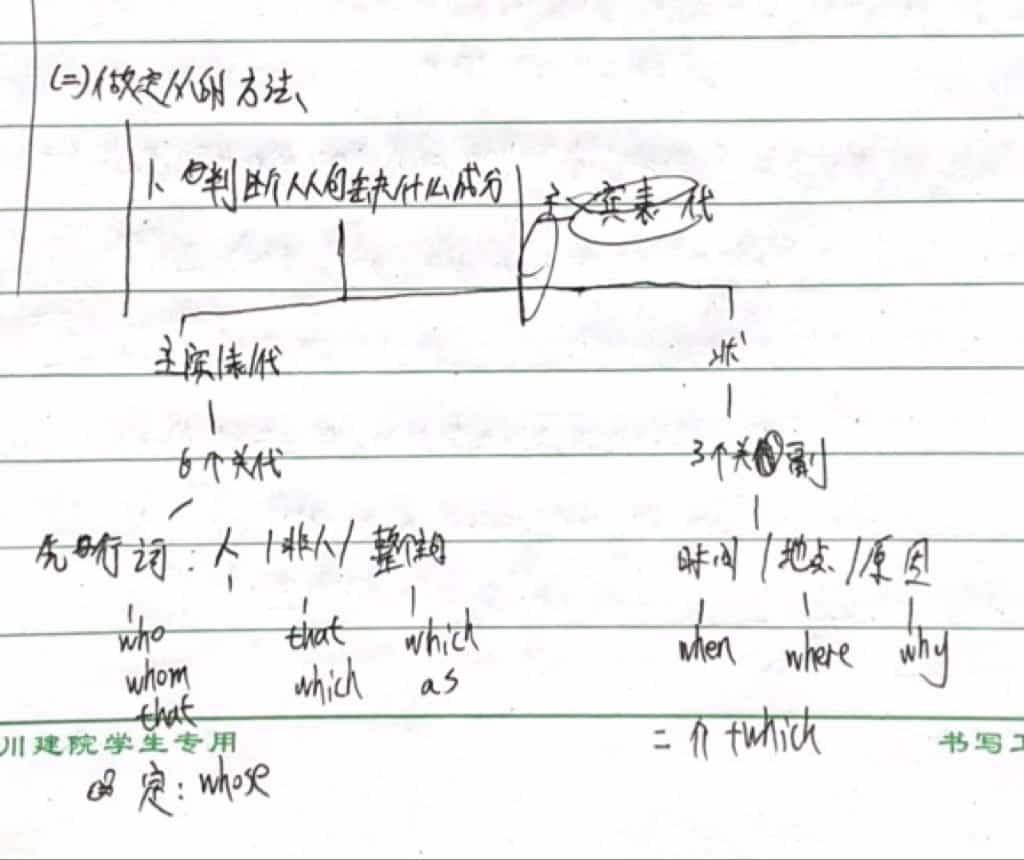 (二)做定从的方法、
1、判断个从句缺什么成分 主 宾表 代
主宾/表/代 状
6个关代 3个关副
先行词: 人 /非人/ 整个主句 时间/地点/原因
who that which when where why
whom which as
that
= 介+which
川建院学生专用 书写工
定: whose